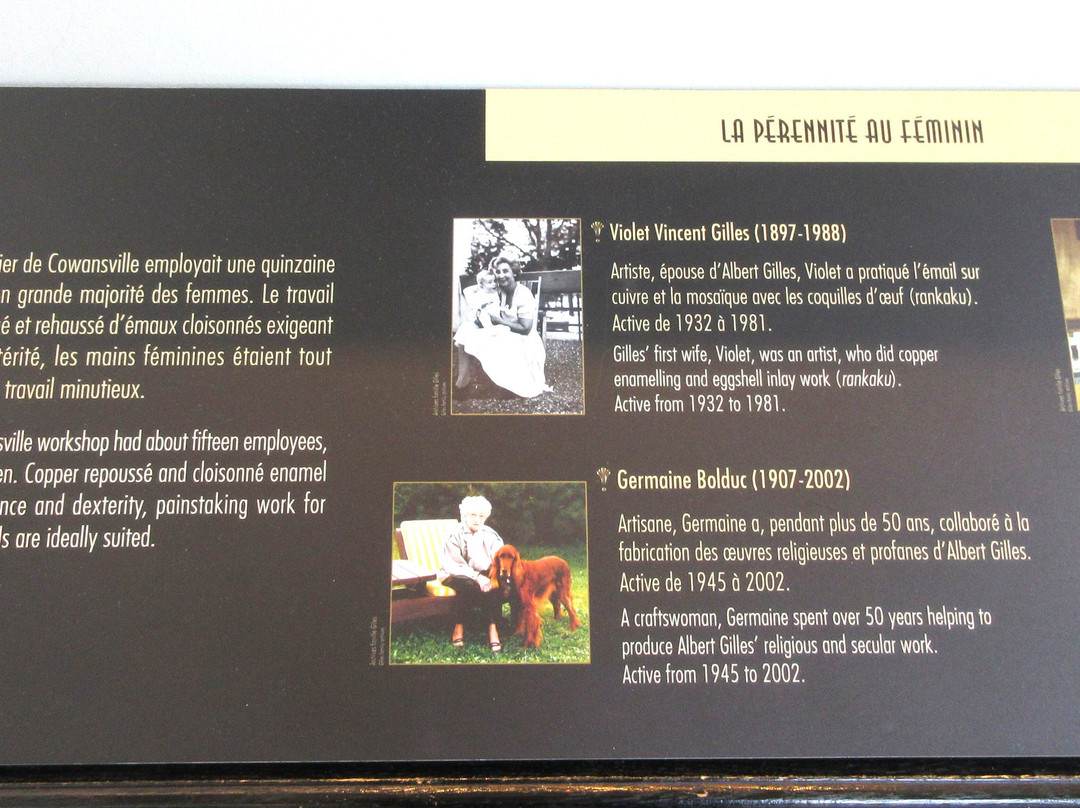 LA PÉRENNITÉ AU FÉMININ
ier de Cowansville employait une quinzaine
n grande majorité des femmes. Le travail
é et rehaussé d'émaux cloisonnés exigeant
térité, les mains féminines étaient tout
travail minutieux.
sville workshop had about fifteen employees,
en. Copper repoussé and cloisonné enamel
nce and dexterity, painstaking work for
ls are ideally suited.
Violet Vincent Gilles (1897-1988)
Artiste, épouse d'Albert Gilles, Violet a pratiqué l'émail sur
cuivre et la mosaïque avec les coquilles d'œuf (rankaku).
Active de 1932 à 1981.
Gilles' first wife, Violet, was an artist, who did copper
enamelling and eggshell inlay work (rankaku).
Active from 1932 to 1981.
Germaine Bolduc (1907-2002)
Artisane, Germaine a, pendant plus de 50 ans, collaboré à la
fabrication des œuvres religieuses et profanes d'Albert Gilles.
Active de 1945 à 2002.
A craftswoman, Germaine spent over 50 years helping to
produce Albert Gilles' religious and secular work.
Active from 1945 to 2002.